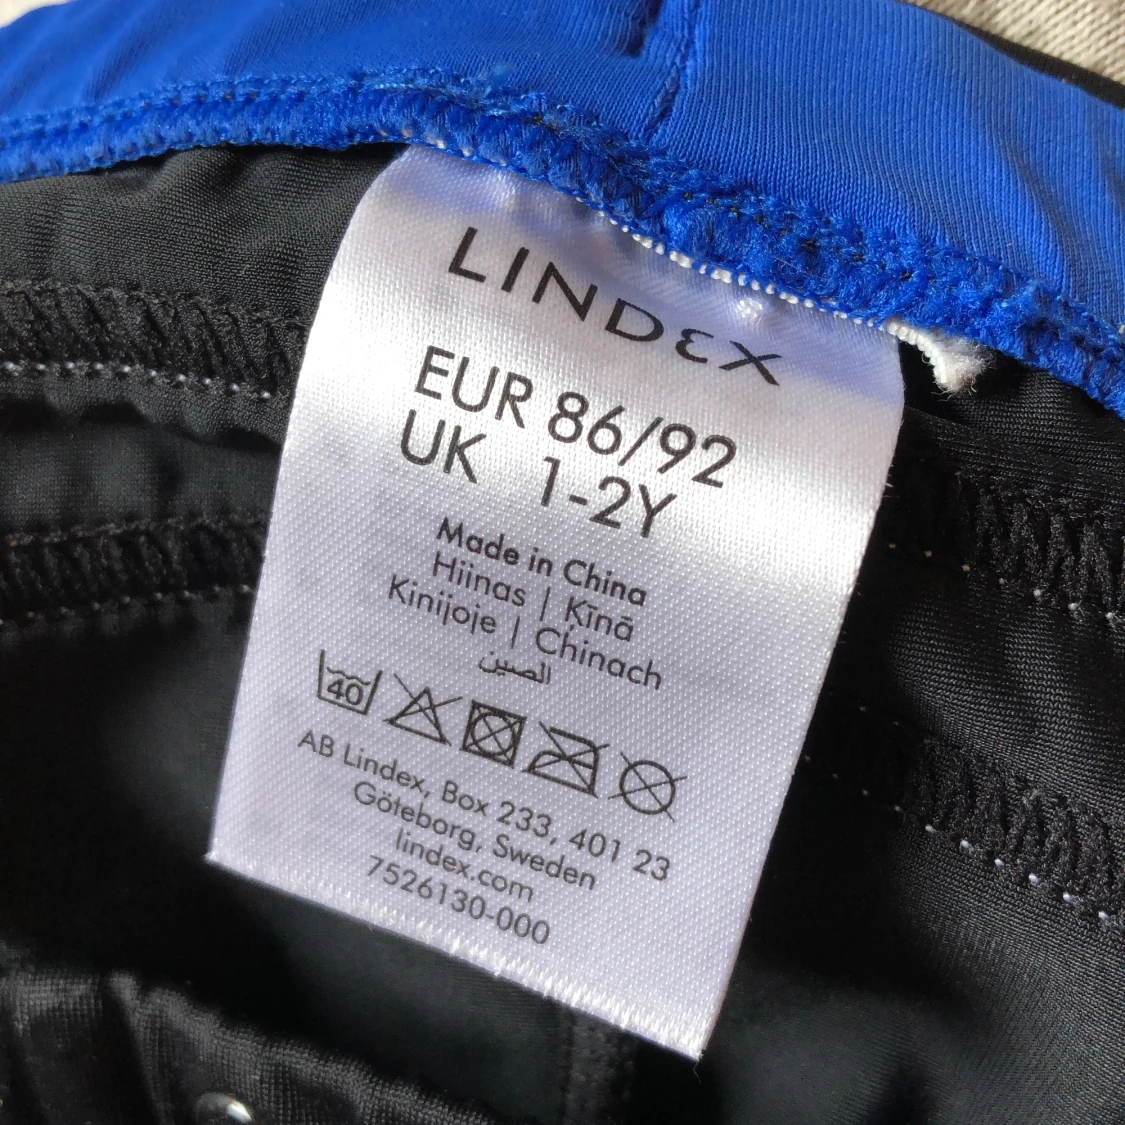 LINDEX
EUR 86/92
UK 1-2Y
Made in China
Hiinas | Ķīnā
Kinijoje | Chinach
الصين
40
AB Lindex, Box 233, 401 23
Göteborg, Sweden
lindex.com
7526130-000